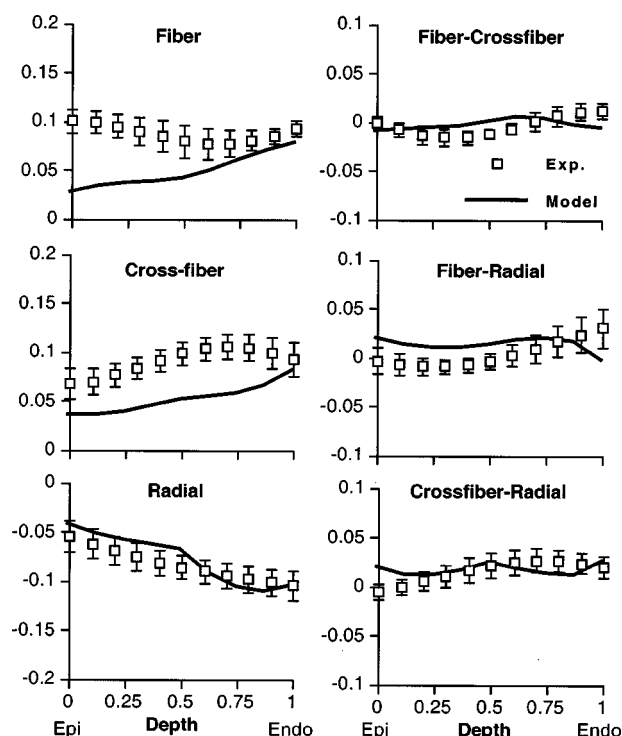 Fiber
0.2
0.15
0.1
0.05
0
Fiber-Crossfiber
0.1
0.05
0
-0.05
-0.1
Exp.
Model
Cross-fiber
0.2
0.15
0.1
0.05
0
Fiber-Radial
0.1
0.05
0
-0.05
-0.1
Radial
0
-0.05
-0.1
-0.15
-0.2
0 0.25 0.5 0.75 1
Epi Depth Endo
Crossfiber-Radial
0.1
0.05
0
-0.05
-0.1
0 0.25 0.5 0.75 1
Epi Depth Endo